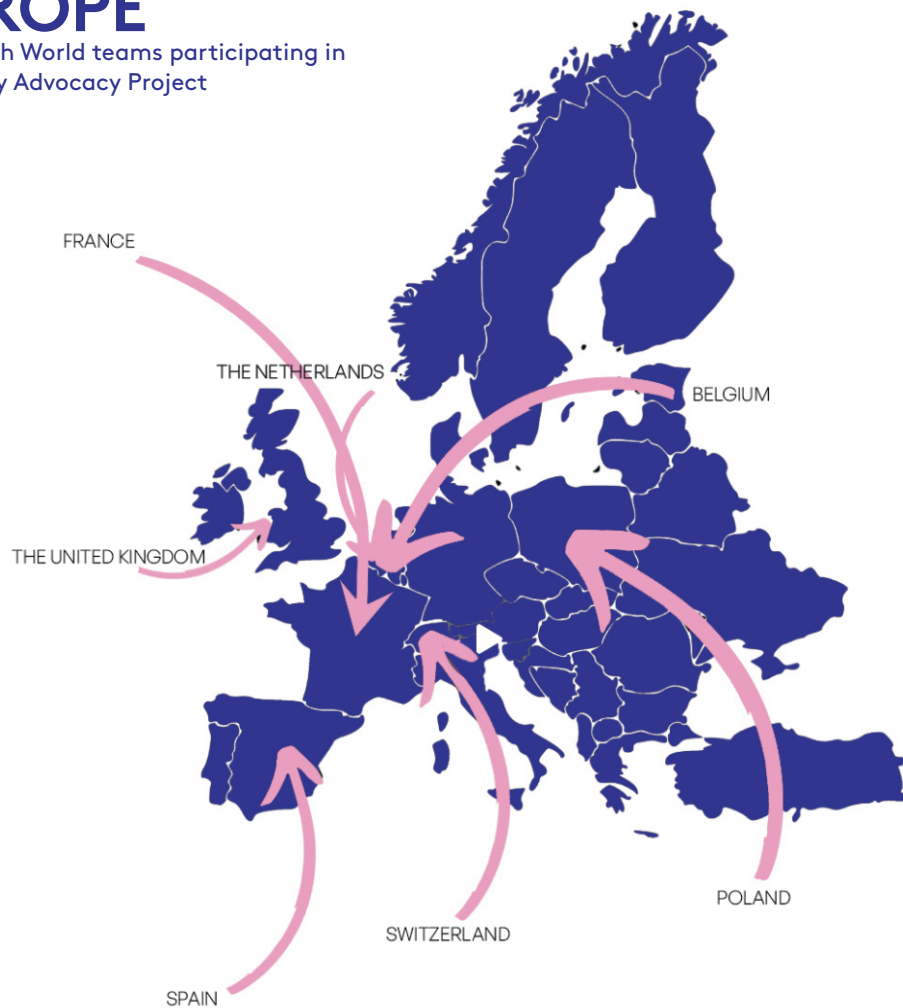 ROPE
h World teams participating in
y Advocacy Project
FRANCE
THE NETHERLANDS
BELGIUM
THE UNITED KINGDOM
POLAND
SWITZERLAND
SPAIN